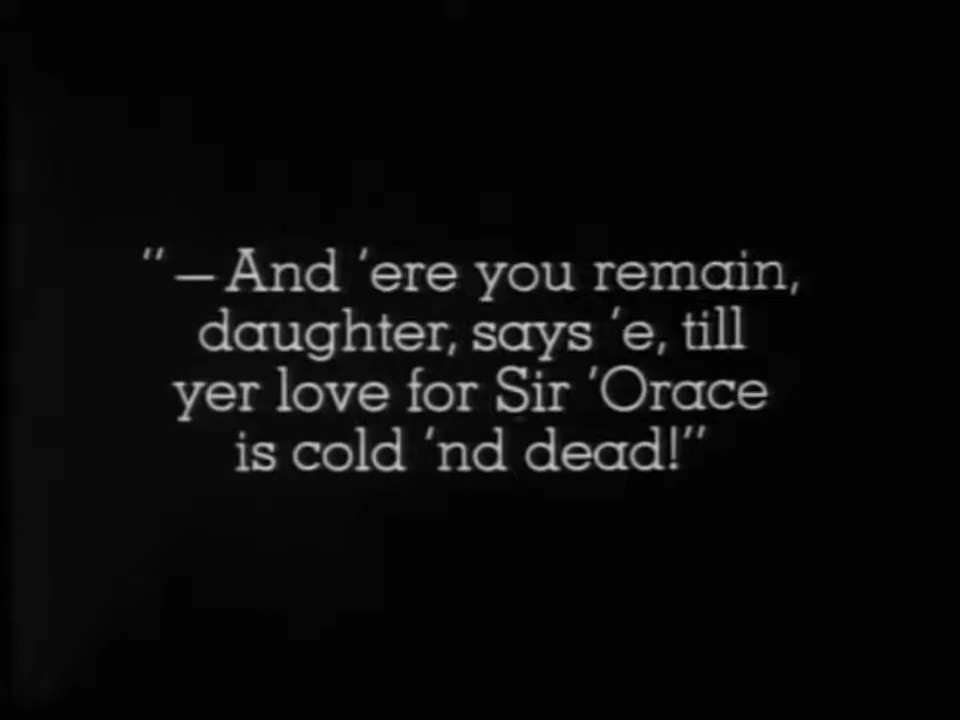 "—And 'ere you remain,
daughter, says 'e, till
yer love for Sir 'Orace
is cold 'nd dead!"